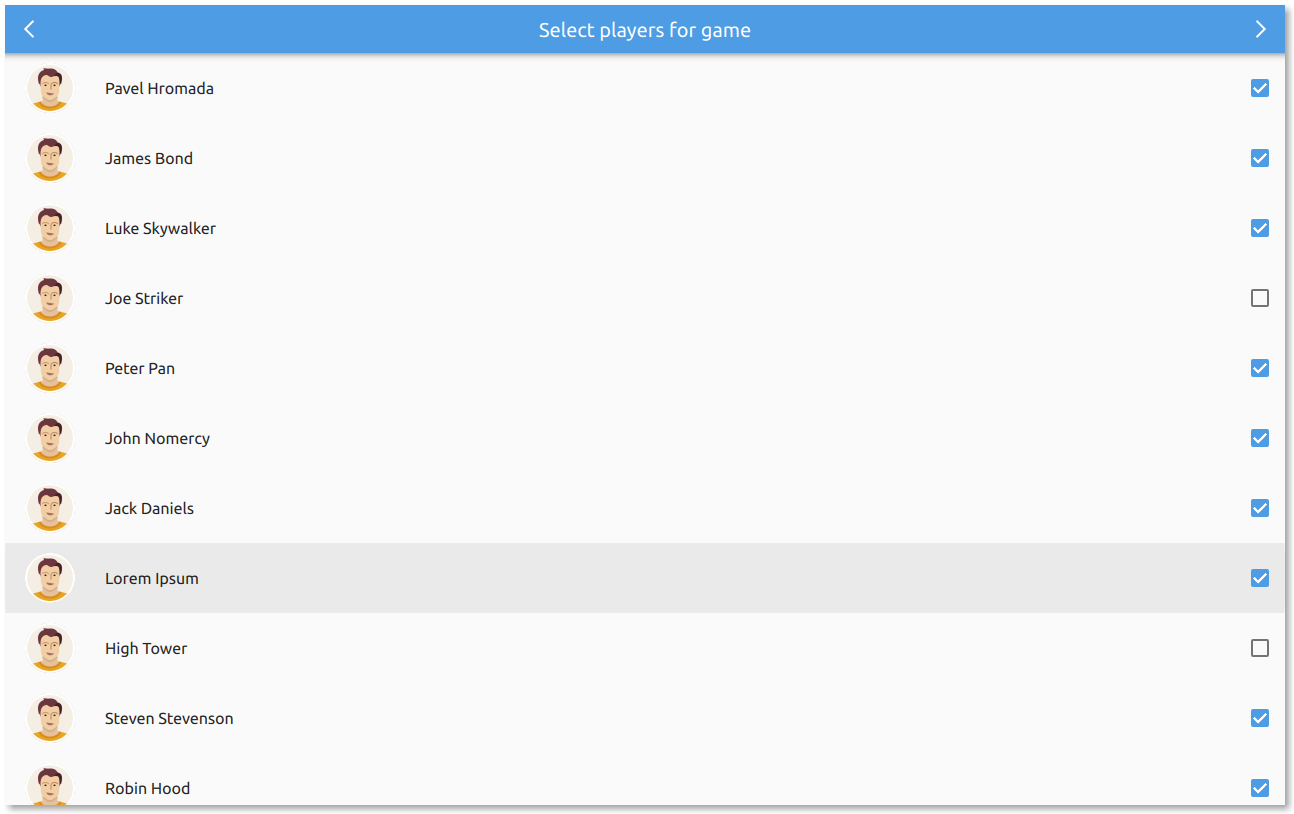 Select players for game
Pavel Hromada
James Bond
Luke Skywalker
Joe Striker
Peter Pan
John Nomercy
Jack Daniels
Lorem Ipsum
High Tower
Steven Stevenson
Robin Hood